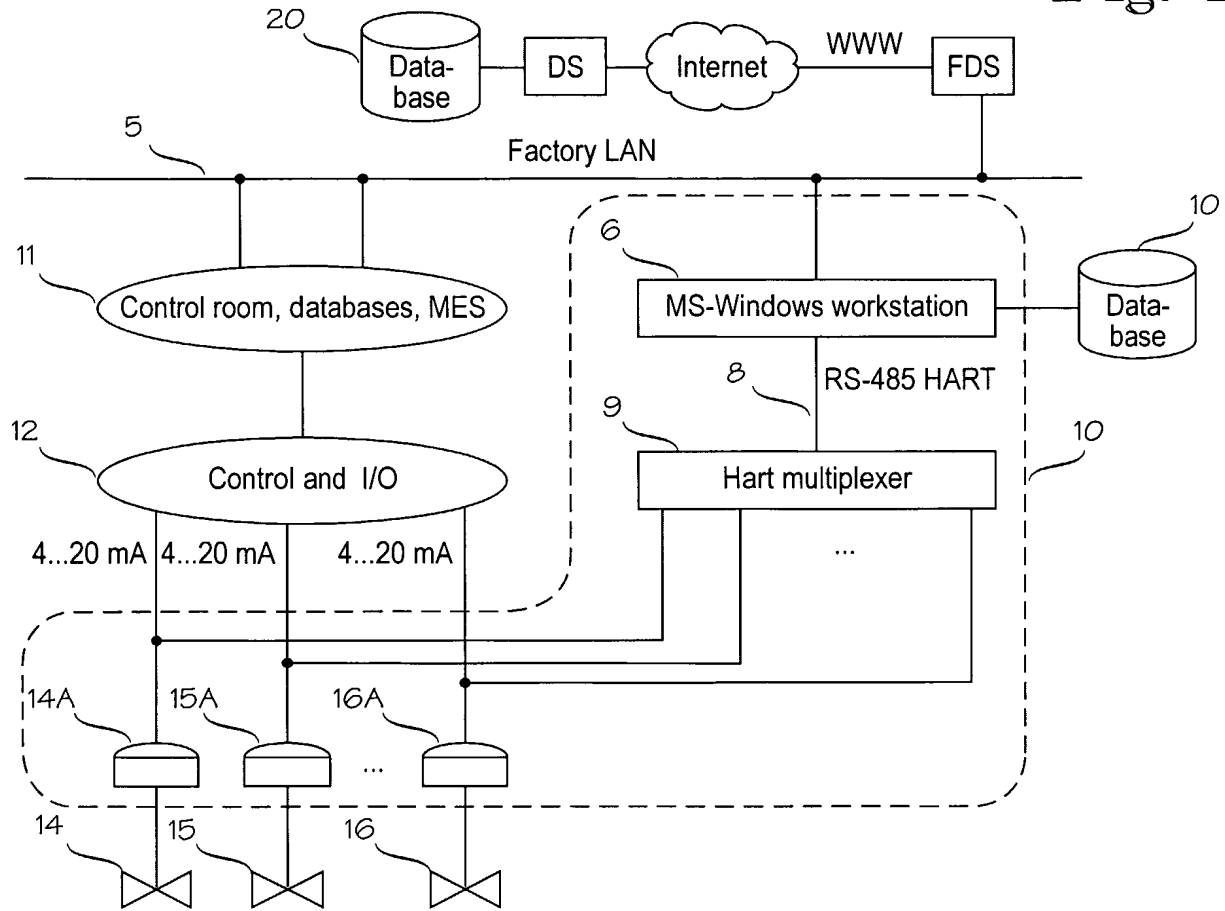 20
Data-
base
DS
Internet
WWW
FDS
5
Factory LAN
11
Control room, databases, MES
6
MS-Windows workstation
10
Data-
base
8
RS-485 HART
12
Control and I/O
9
Hart multiplexer
10
4...20 mA 4...20 mA 4...20 mA
...
14A
15A
16A
...
14
15
16